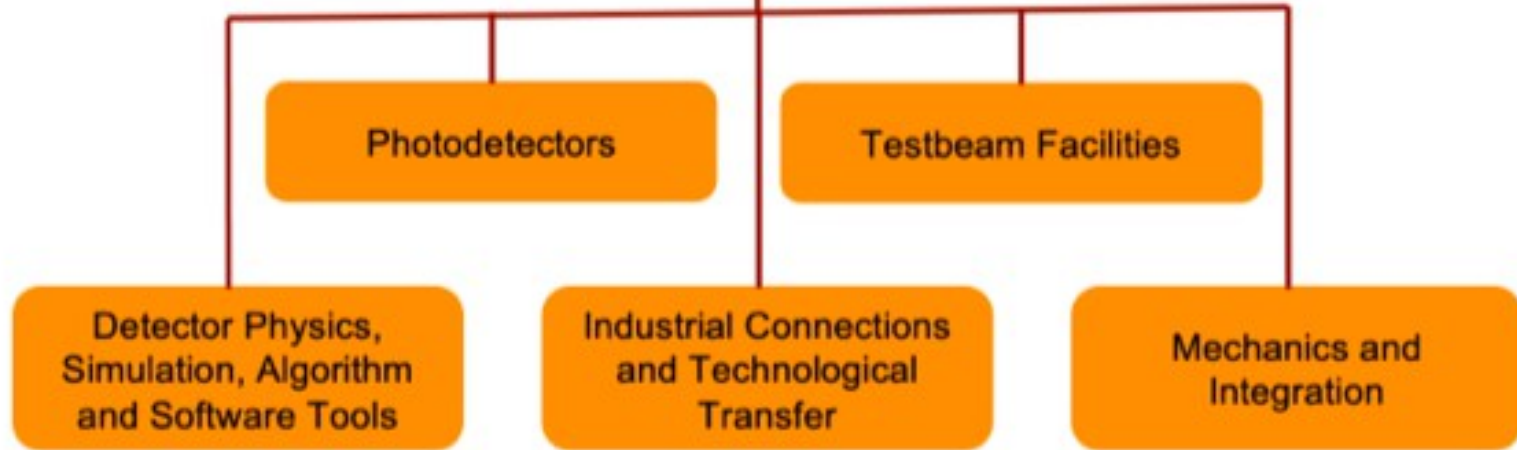 Photodetectors
Testbeam Facilities
Detector Physics,
Simulation, Algorithm
and Software Tools
Industrial Connections
and Technological
Transfer
Mechanics and
Integration